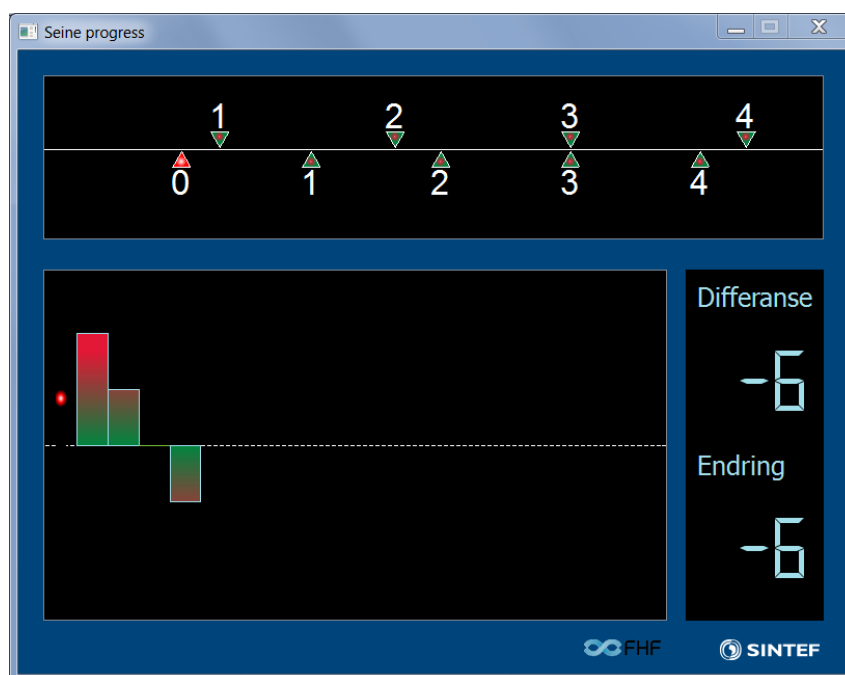 Seine progress
1 2 3 4
0 1 2 3 4
Differanse
-6
Endring
-6
FHF
SINTEF